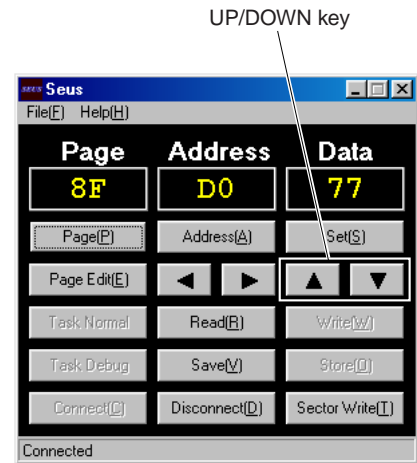 UP/DOWN key
SEUS Seus
File(F) Help(H)
Page Address Data
8F D0 77
Page(P) Address(A) Set(S)
Page Edit(E)
Task Normal Read(R) Write(W)
Task Debug Save(V) Store(O)
Connect(C) Disconnect(D) Sector Write(T)
Connected